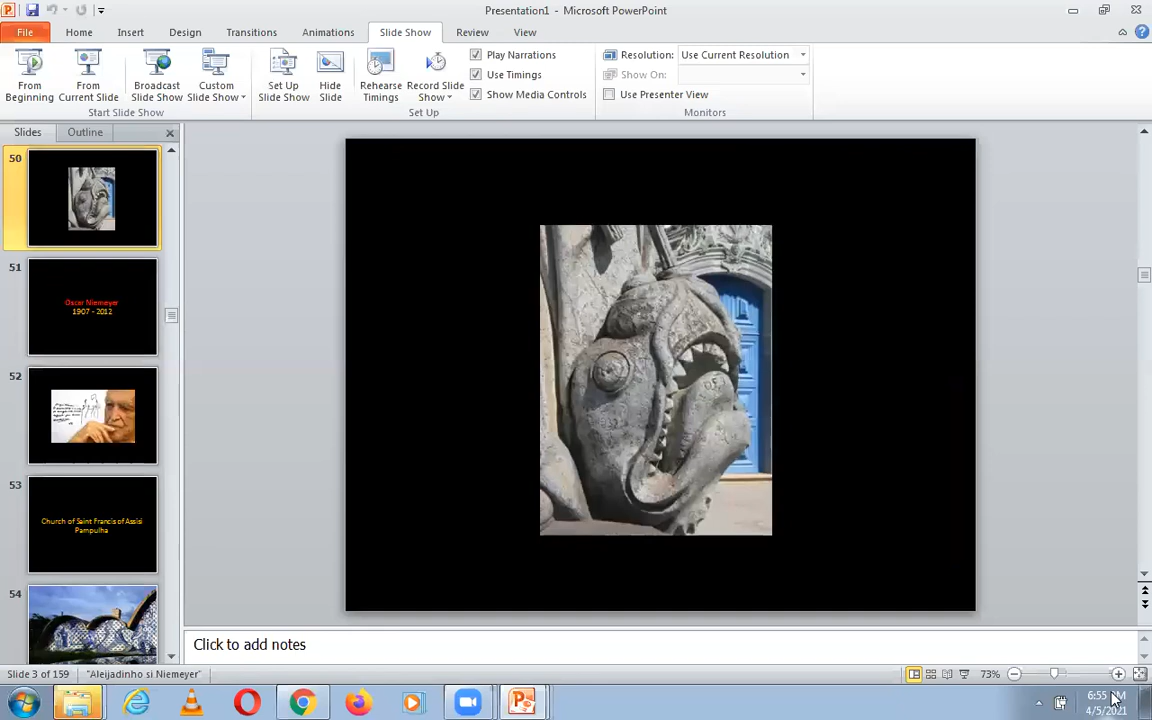 Presentation1 - Microsoft PowerPoint
File Home Insert Design Transitions Animations Slide Show Review View
From Beginning
From Current Slide
Broadcast Slide Show
Custom Slide Show
Start Slide Show
Set Up Slide Show
Hide Slide
Rehearse Timings
Record Slide Show
Play Narrations
Use Timings
Show Media Controls
Set Up
Resolution: Use Current Resolution
Show On:
Use Presenter View
Monitors
Slides Outline
50
51
Oscar Niemeyer
1907 - 2012
52
53
Church of Saint Francis of Assisi
Pampulha
54
Click to add notes
Slide 3 of 159 "Aleijadinho si Niemeyer" 73%
6:55 PM
4/5/2021